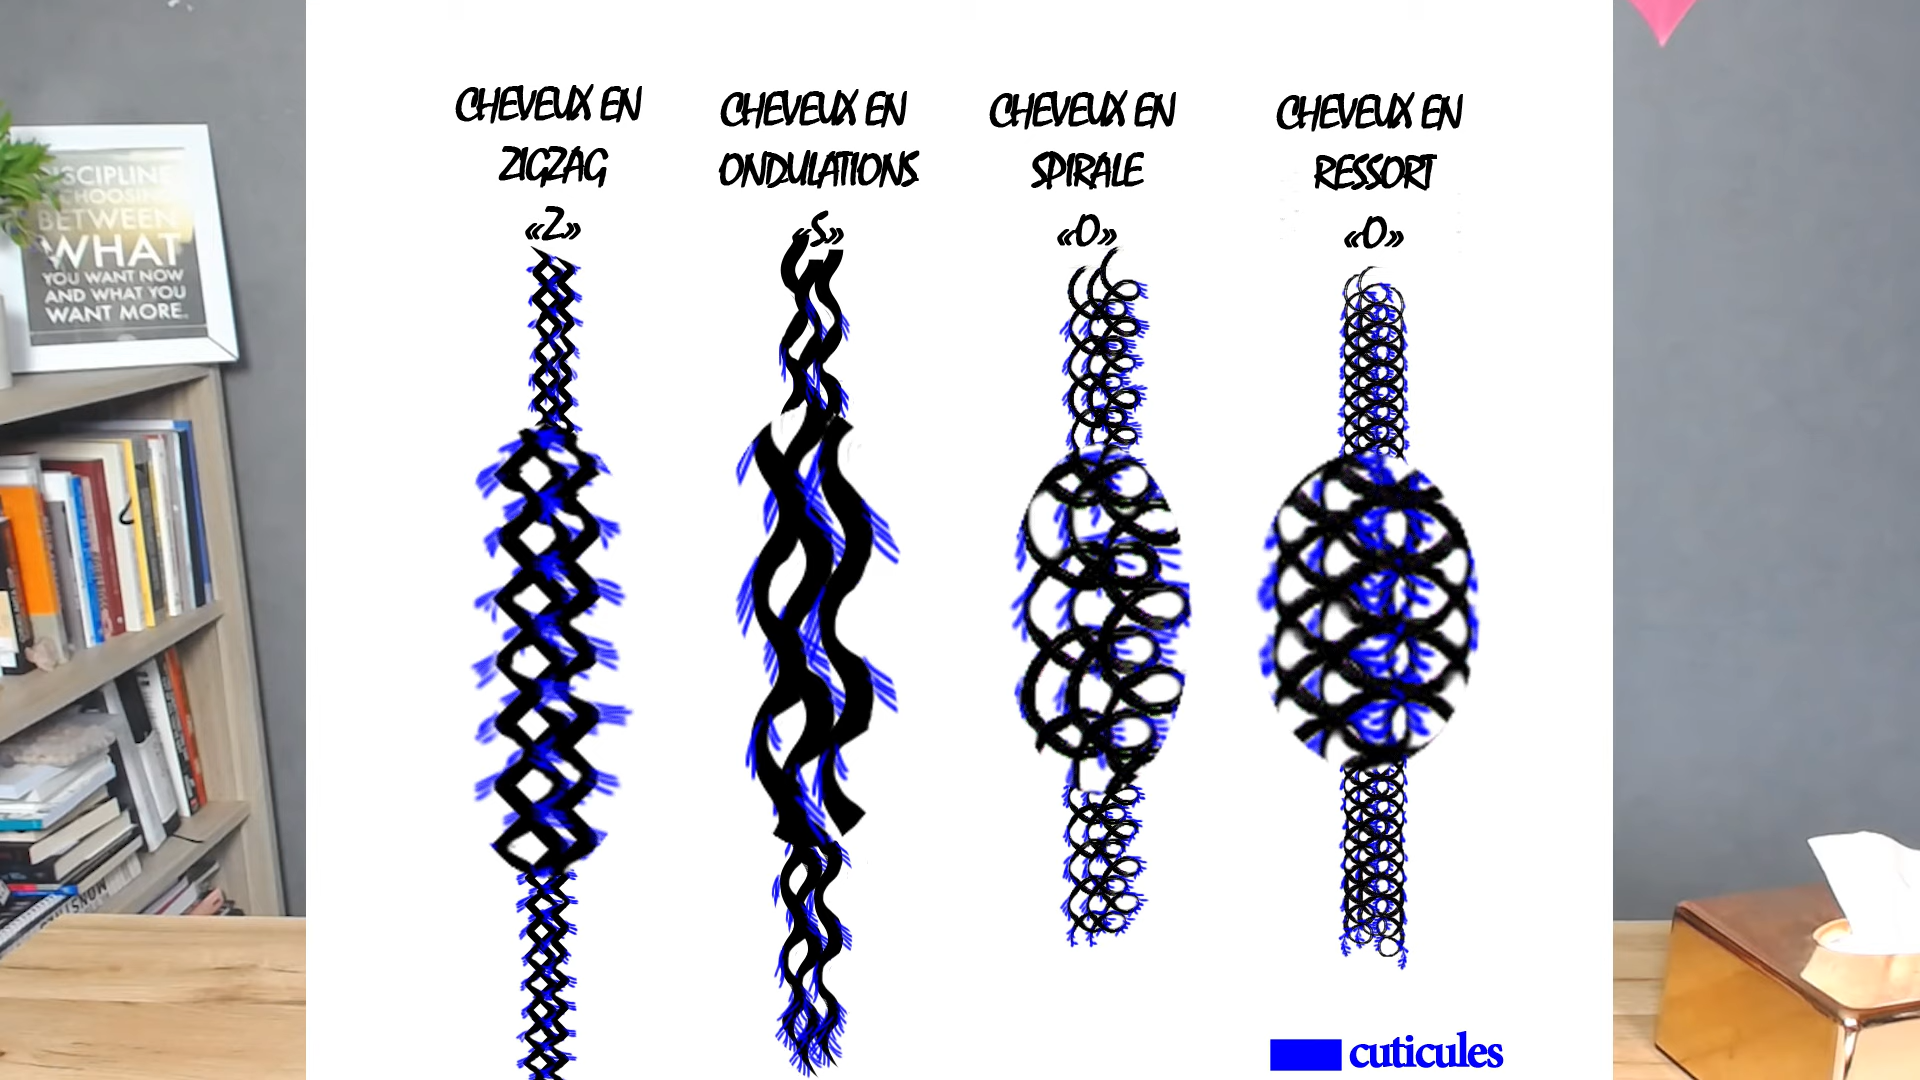 CHEVEUX EN
ZIGZAG
«Z»
CHEVEUX EN
ONDULATIONS
«S»
CHEVEUX EN
SPIRALE
«O»
CHEVEUX EN
RESSORT
«O»
cuticules
DISCIPLINE
CHOOSING
BETWEEN
WHAT
YOU WANT NOW
AND WHAT YOU
WANT MORE.